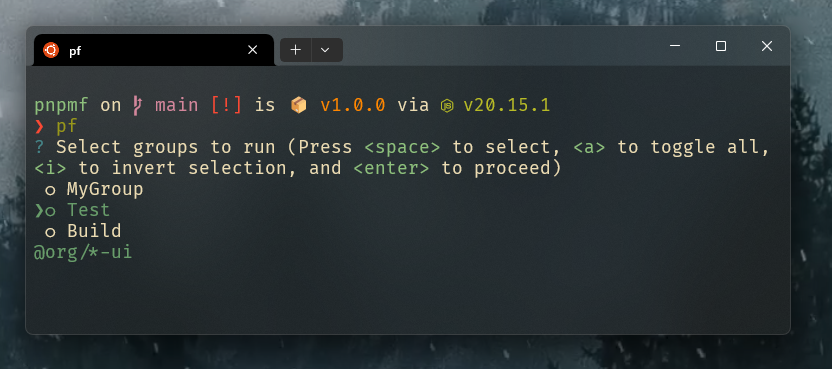 pf
pnpmf on main [!] is v1.0.0 via v20.15.1
❯ pf
? Select groups to run (Press <space> to select, <a> to toggle all,
<i> to invert selection, and <enter> to proceed)
○ MyGroup
❯○ Test
○ Build
@org/*-ui